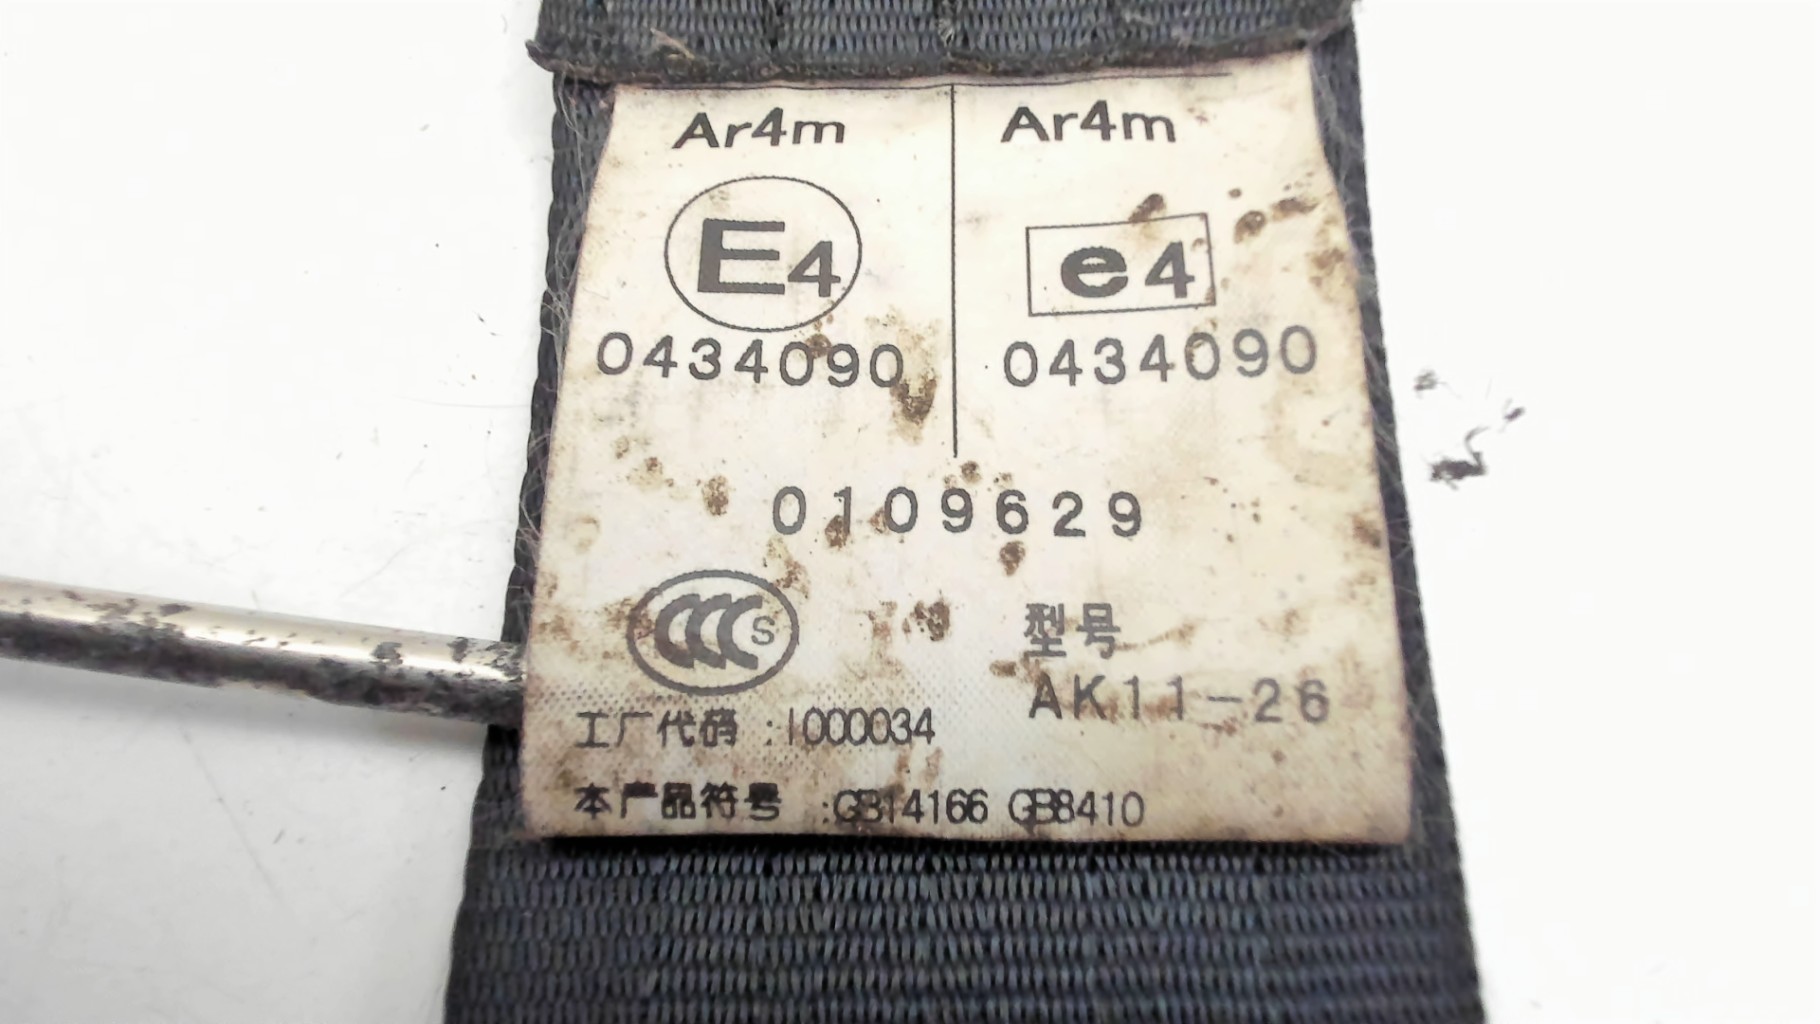 Ar4m Ar4m
E4 e4
0434090 0434090
0109629
CCC S 型号
AK11-26
工厂代码 :1000034
本产品符号 :GB14166 GB8410